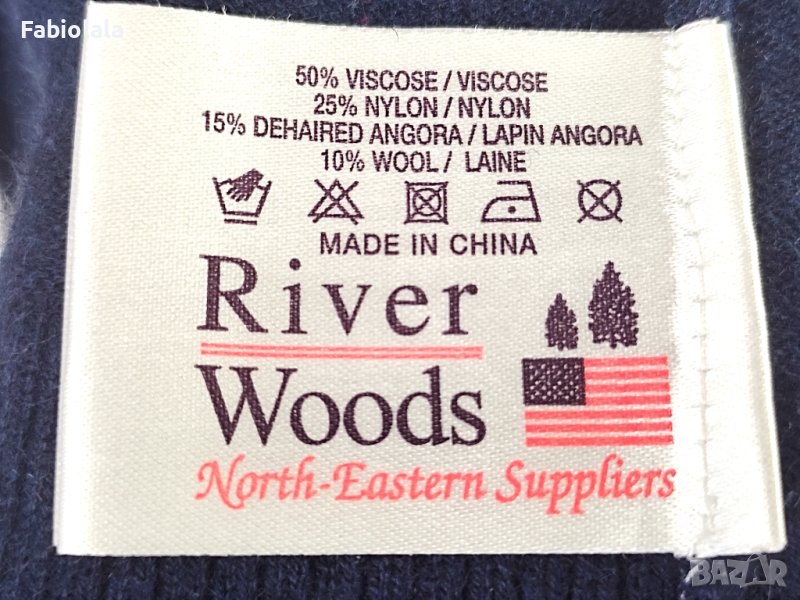 Fabiolala
50% VISCOSE / VISCOSE
25% NYLON / NYLON
15% DEHAIRED ANGORA / LAPIN ANGORA
10% WOOL / LAINE
MADE IN CHINA
River
Woods
North-Eastern Suppliers
BAZAR